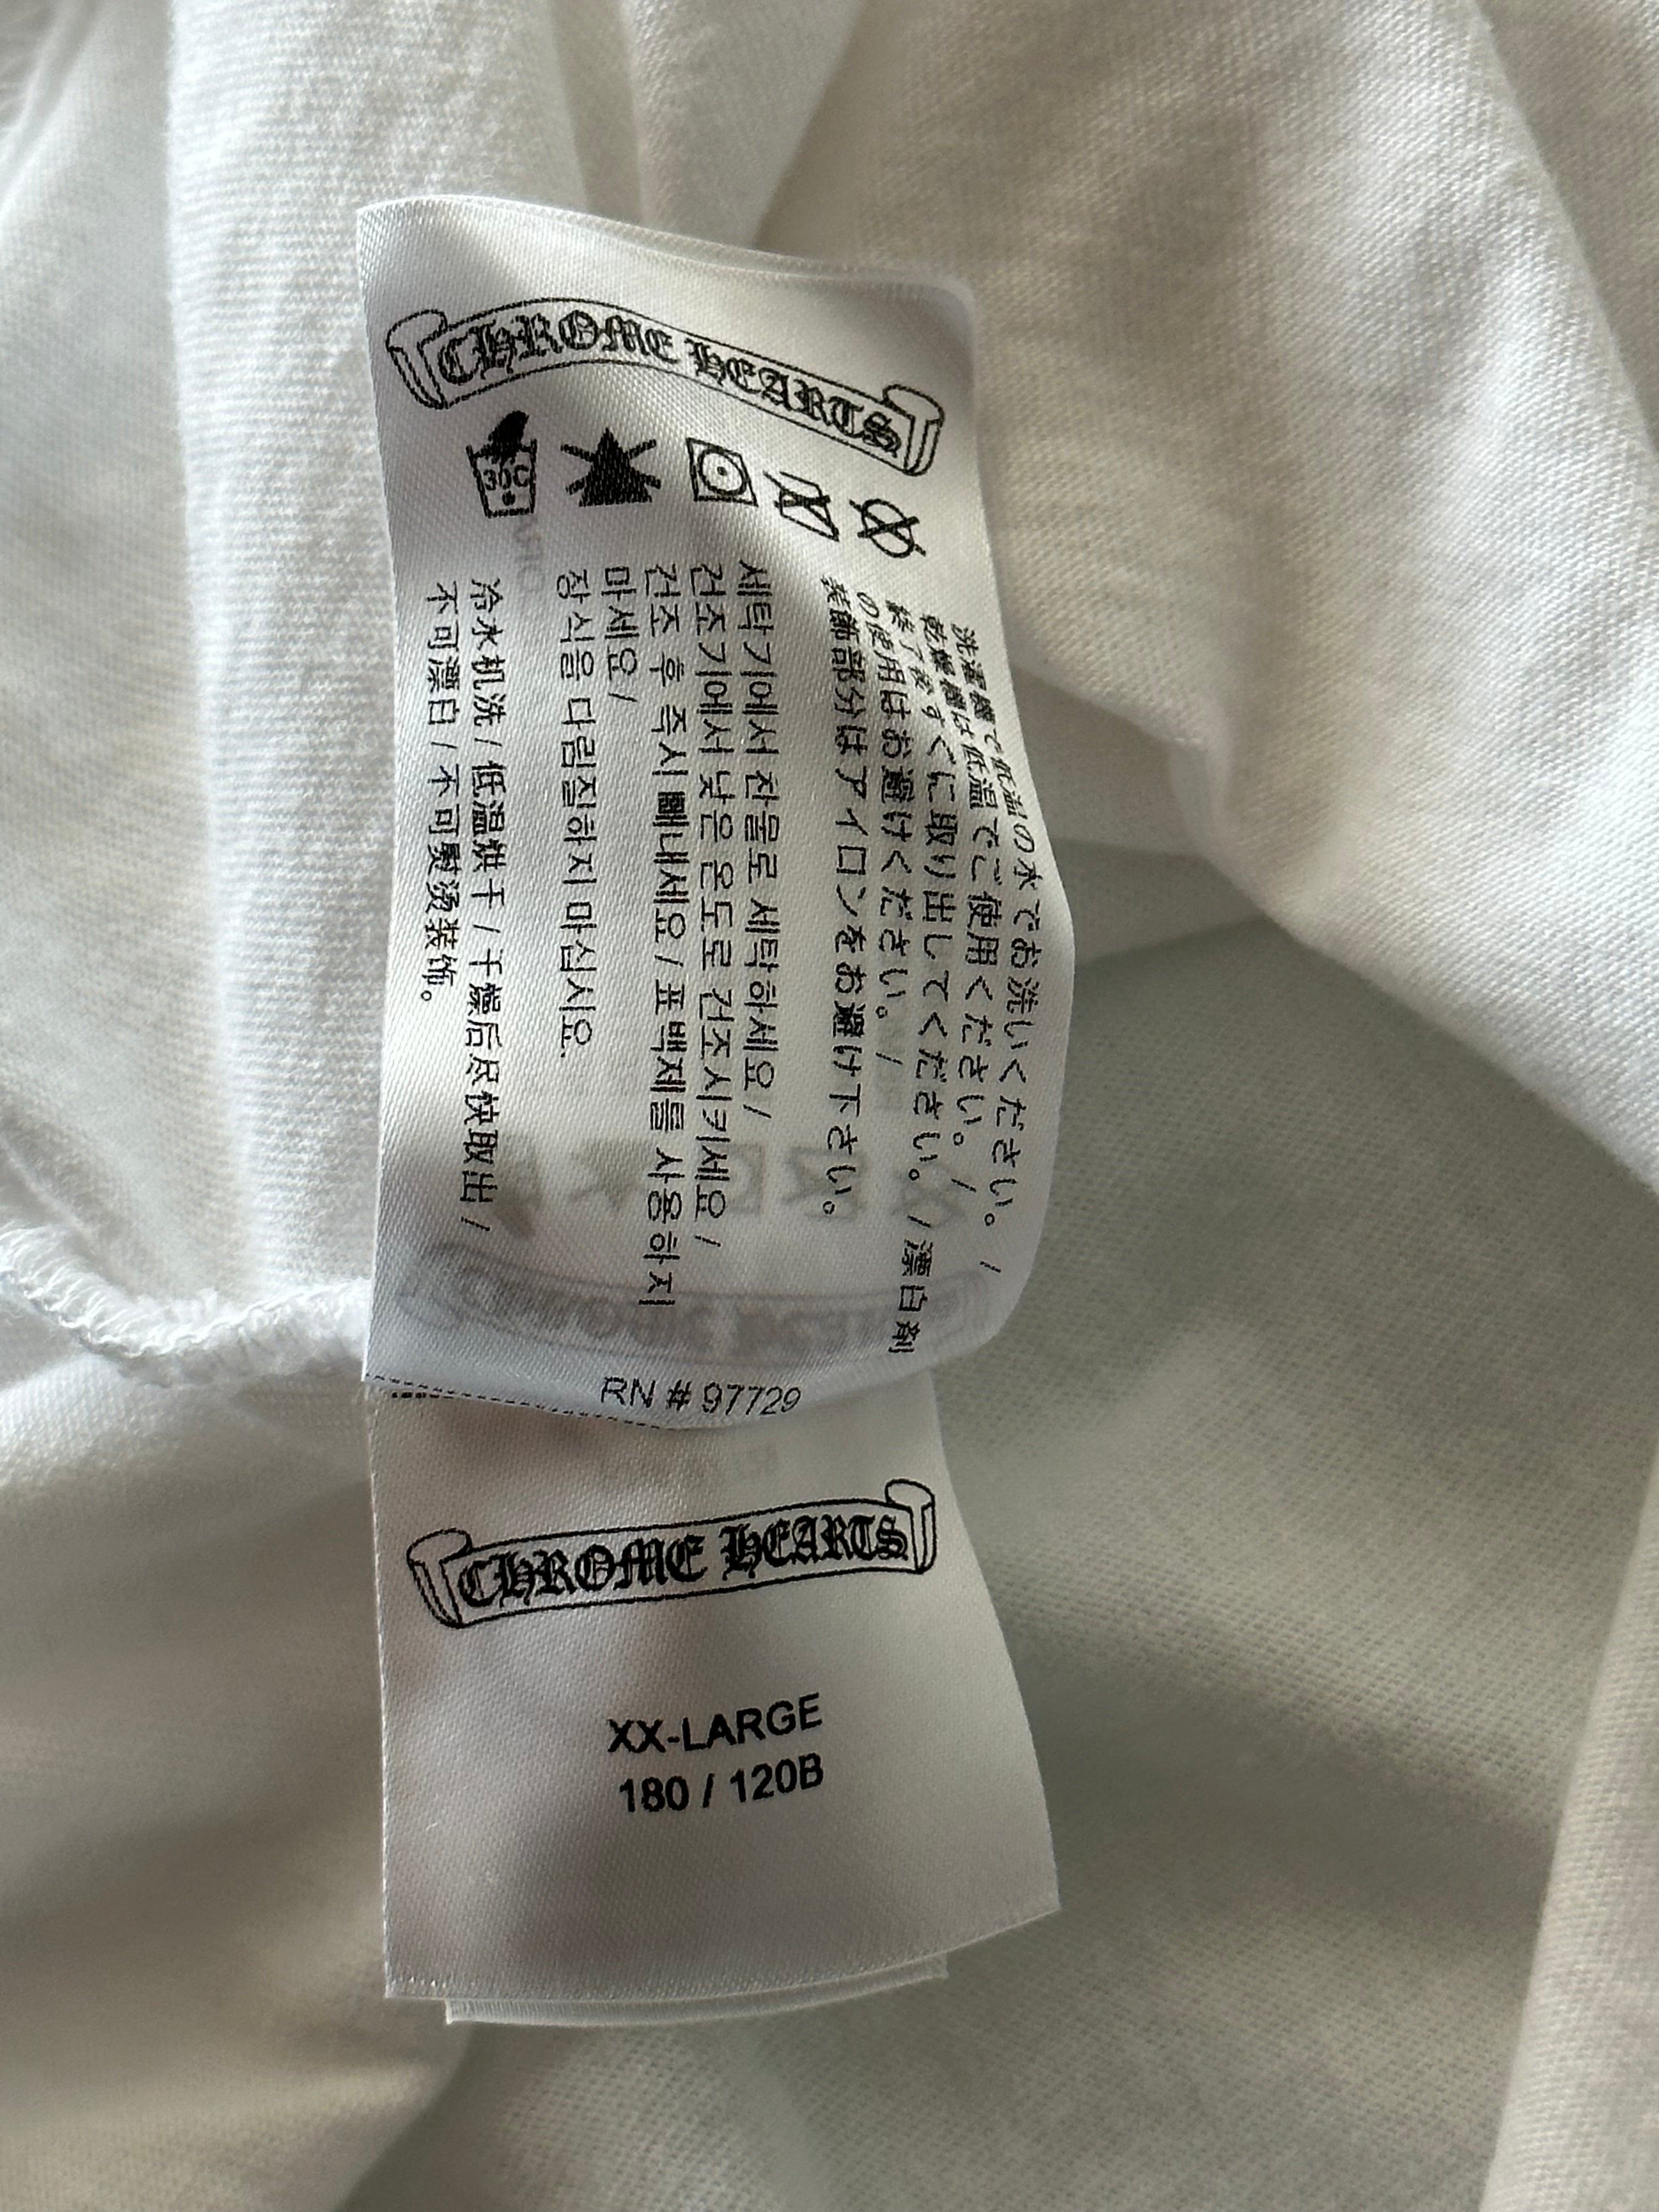 CHROME HEARTS
30C
洗濯機で低温の水でお洗いください。 /
乾燥機は低温でご使用ください。 /
終了後すぐに取り出してください。 / 漂白剤
の使用はお避けください。 /
装飾部分はアイロンをお避け下さい。
세탁기에서 찬물로 세탁하세요 /
건조기에서 낮은 온도로 건조시키세요 /
건조 후 즉시 빼내세요 / 표백제를 사용하지
마세요 /
장식을 다림질하지 마십시요.
冷水机洗 / 低温烘干 / 干燥后尽快取出 /
不可漂白 / 不可熨烫装饰。
RN # 97729
CHROME HEARTS
XX-LARGE
180 / 120B